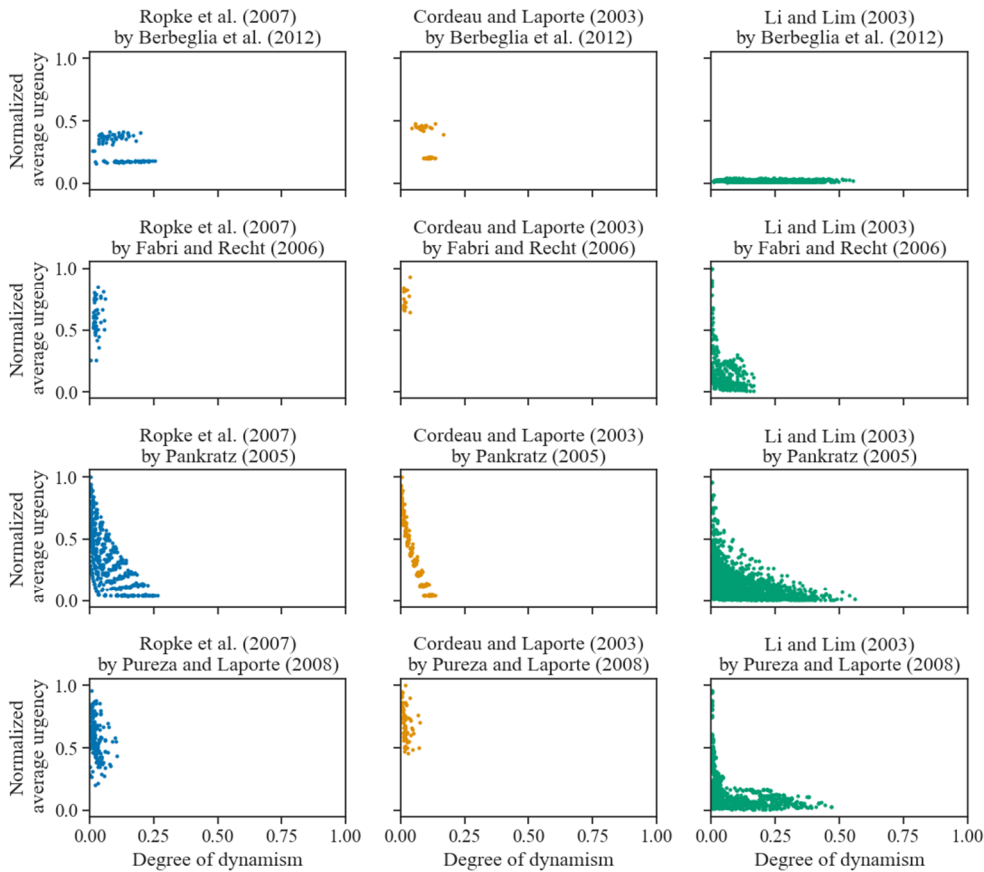 Ropke et al. (2007)
by Berbeglia et al. (2012)
Cordeau and Laporte (2003)
by Berbeglia et al. (2012)
Li and Lim (2003)
by Berbeglia et al. (2012)
Normalized
average urgency
1.0
0.5
0.0
Ropke et al. (2007)
by Fabri and Recht (2006)
Cordeau and Laporte (2003)
by Fabri and Recht (2006)
Li and Lim (2003)
by Fabri and Recht (2006)
Normalized
average urgency
1.0
0.5
0.0
Ropke et al. (2007)
by Pankratz (2005)
Cordeau and Laporte (2003)
by Pankratz (2005)
Li and Lim (2003)
by Pankratz (2005)
Normalized
average urgency
1.0
0.5
0.0
Ropke et al. (2007)
by Pureza and Laporte (2008)
Cordeau and Laporte (2003)
by Pureza and Laporte (2008)
Li and Lim (2003)
by Pureza and Laporte (2008)
Normalized
average urgency
1.0
0.5
0.0
0.00 0.25 0.50 0.75 1.00
Degree of dynamism
0.00 0.25 0.50 0.75 1.00
Degree of dynamism
0.00 0.25 0.50 0.75 1.00
Degree of dynamism